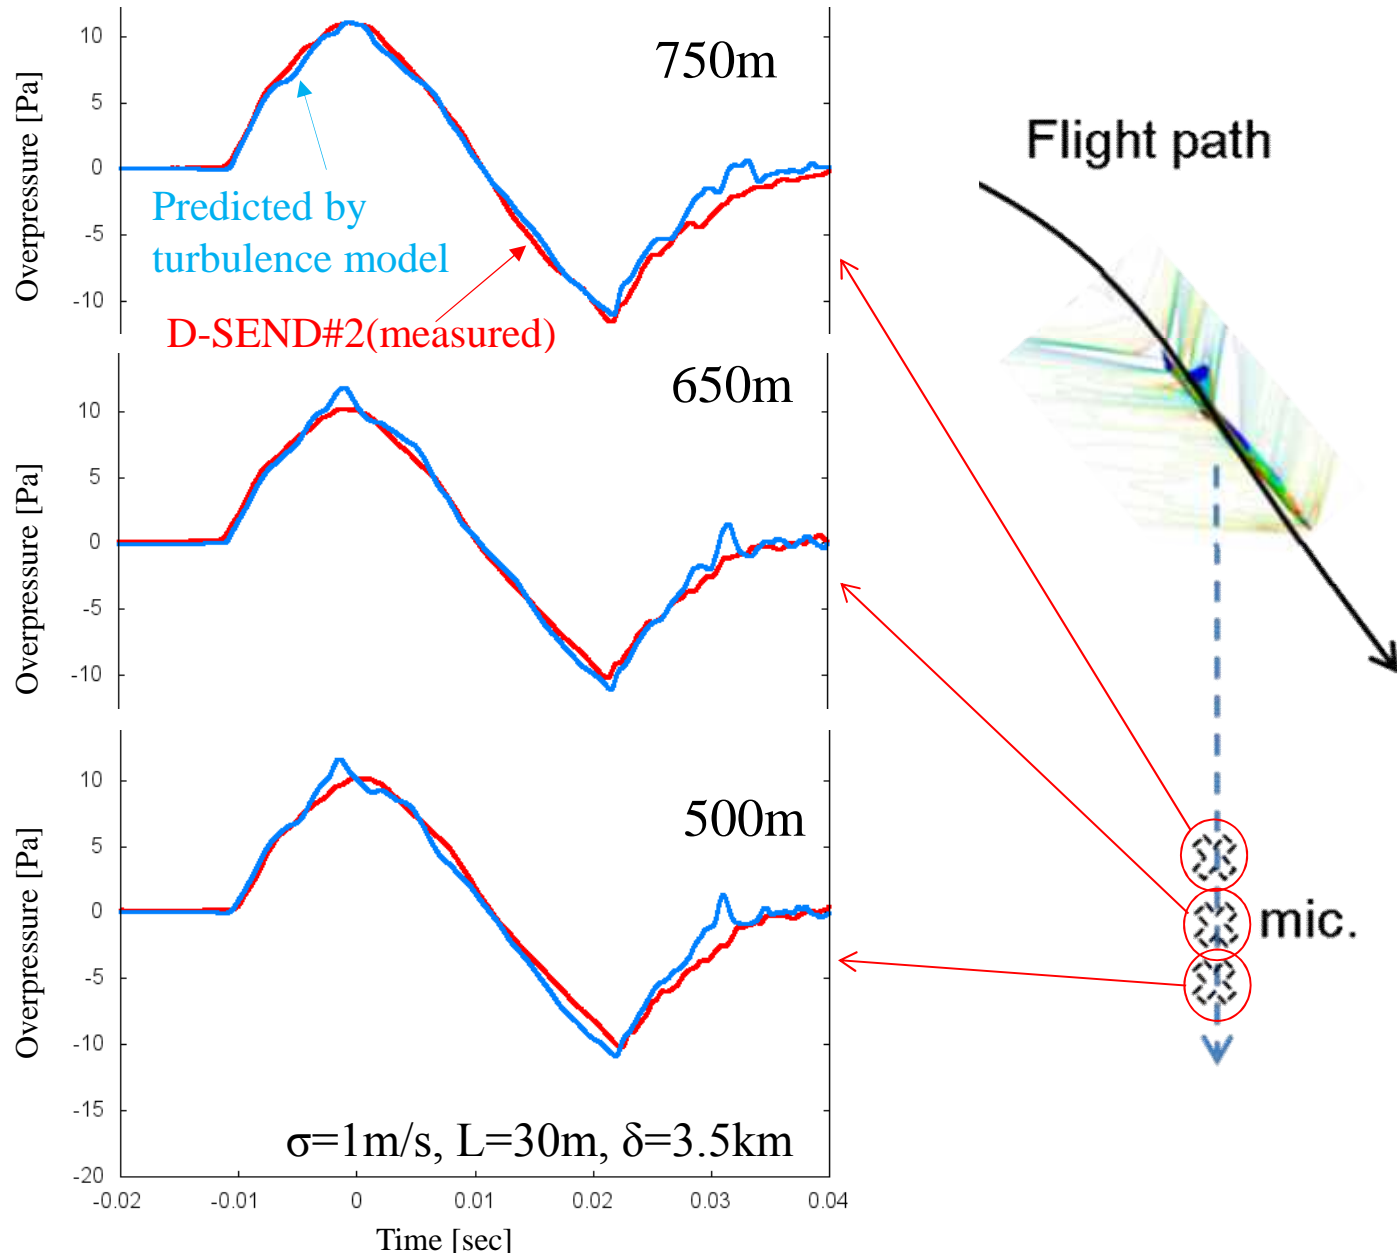 10
5
0
-5
-10
Overpressure [Pa]
750m
Predicted by
turbulence model
D-SEND#2(measured)
10
5
0
-5
-10
Overpressure [Pa]
650m
10
5
0
-5
-10
-15
-20
Overpressure [Pa]
500m
σ=1m/s, L=30m, δ=3.5km
-0.02 -0.01 0 0.01 0.02 0.03 0.04
Time [sec]
Flight path
mic.